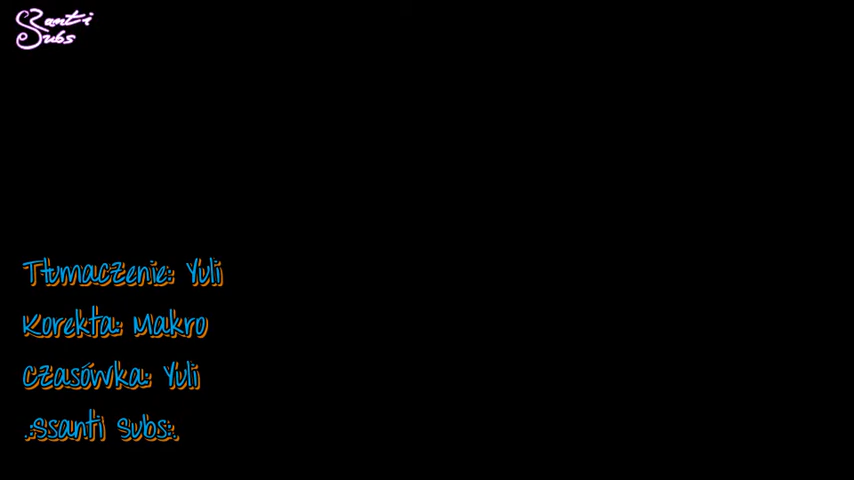 Ssanti
Subs
Tłumaczenie: Yuli
Korekta: Makro
Czasówka: Yuli
.:ssanti subs:.